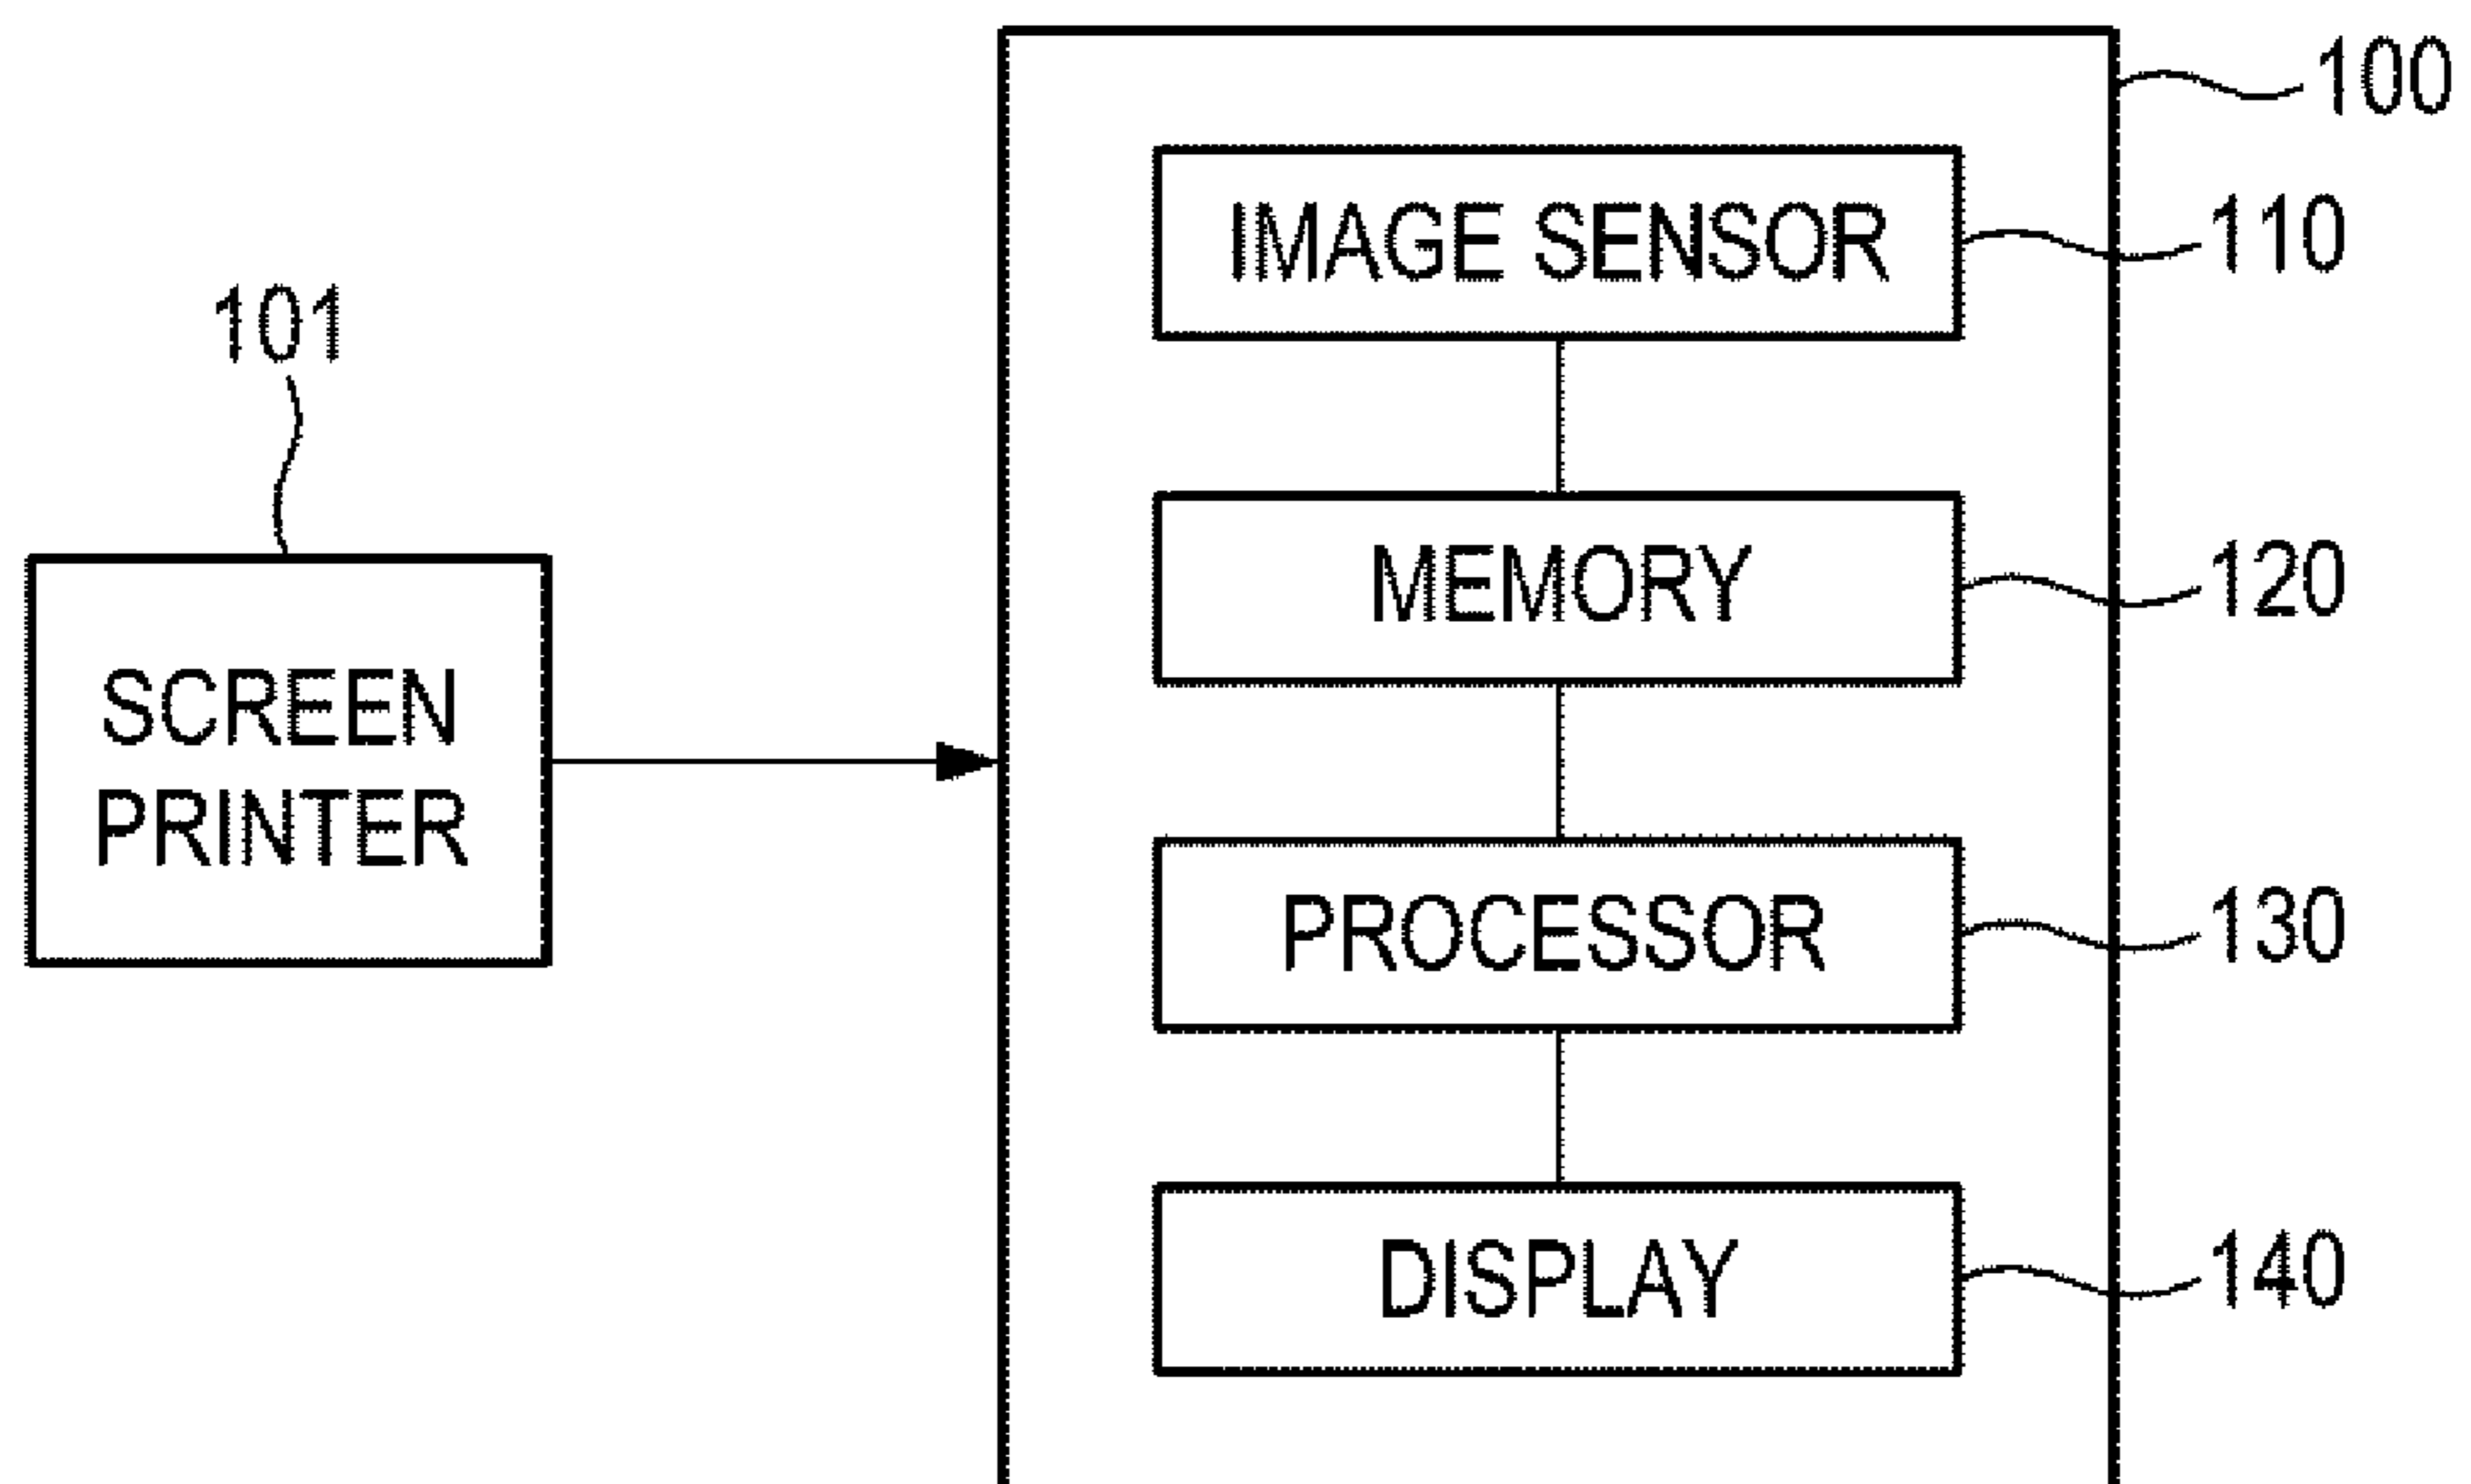 100
IMAGE SENSOR
110
101
MEMORY
120
SCREEN
PRINTER
PROCESSOR
130
DISPLAY
140